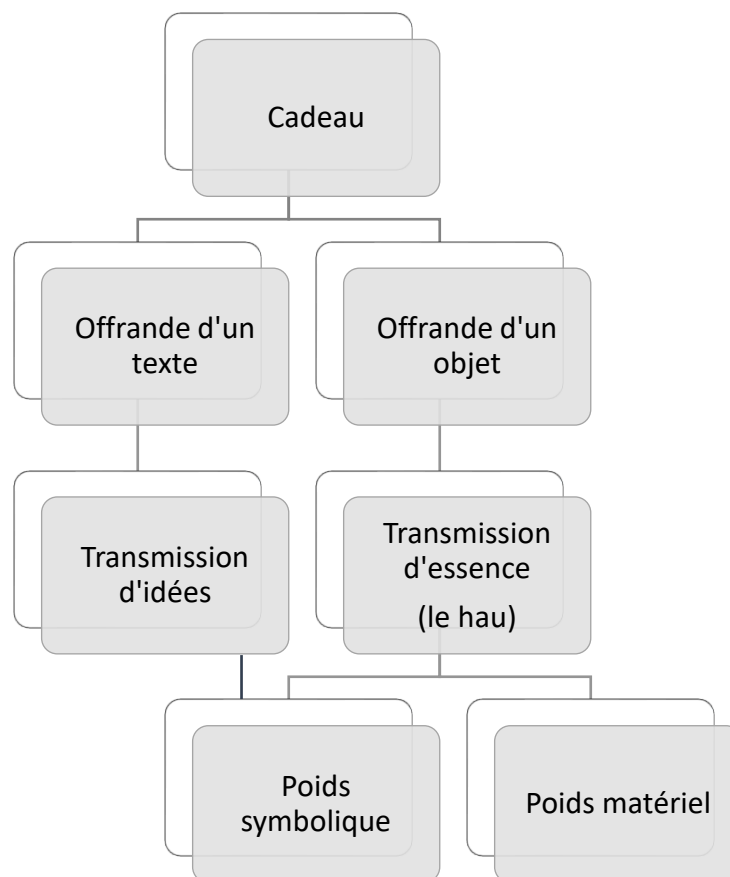 Cadeau
Offrande d'un
texte
Offrande d'un
objet
Transmission
d'idées
Transmission
d'essence
(le hau)
Poids
symbolique
Poids matériel